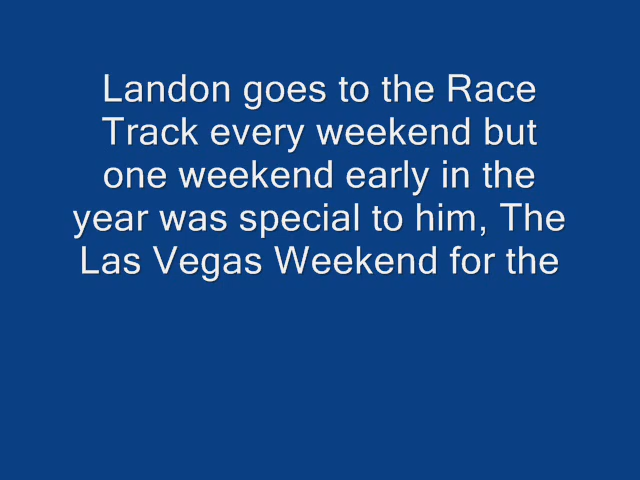 Landon goes to the Race
Track every weekend but
one weekend early in the
year was special to him, The
Las Vegas Weekend for the